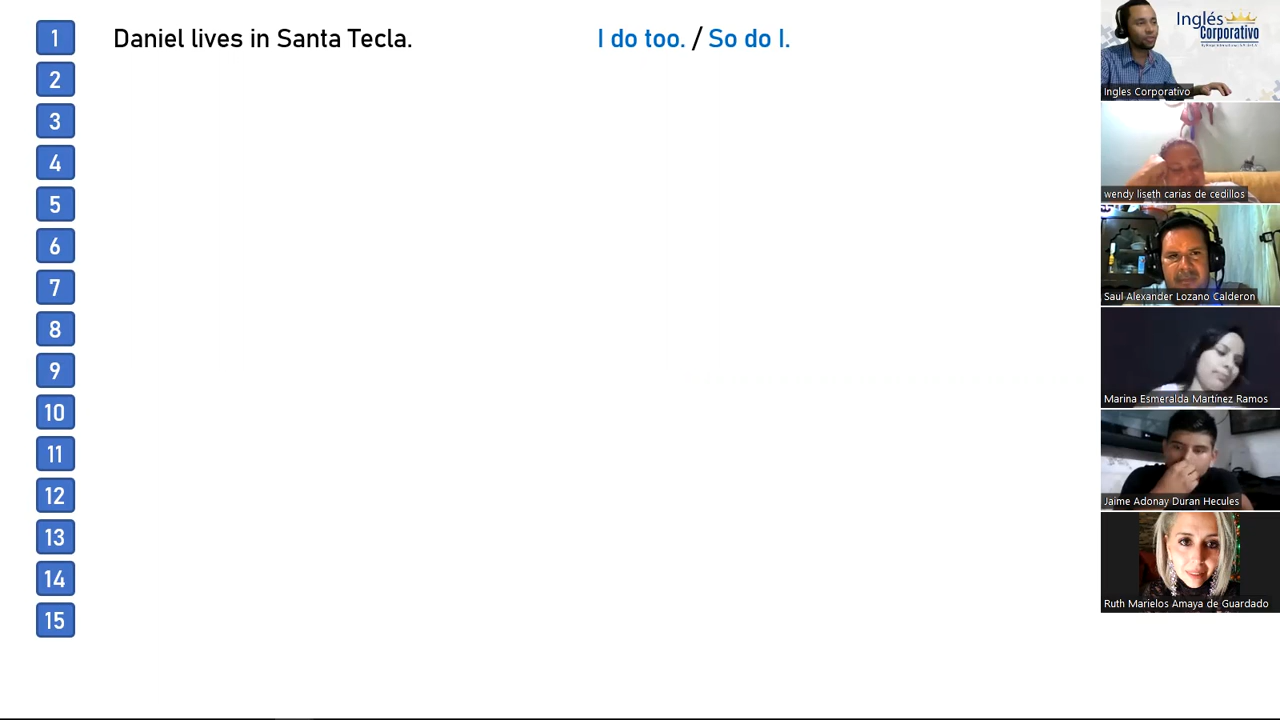 1 Daniel lives in Santa Tecla. I do too. / So do I.
2
3
4
5
6
7
8
9
10
11
12
13
14
15
Inglés
Corporativo
Ingles Corporativo
wendy liseth carias de cedillos
Saul Alexander Lozano Calderon
Marina Esmeralda Martínez Ramos
Jaime Adonay Duran Hecules
Ruth Marielos Amaya de Guardado